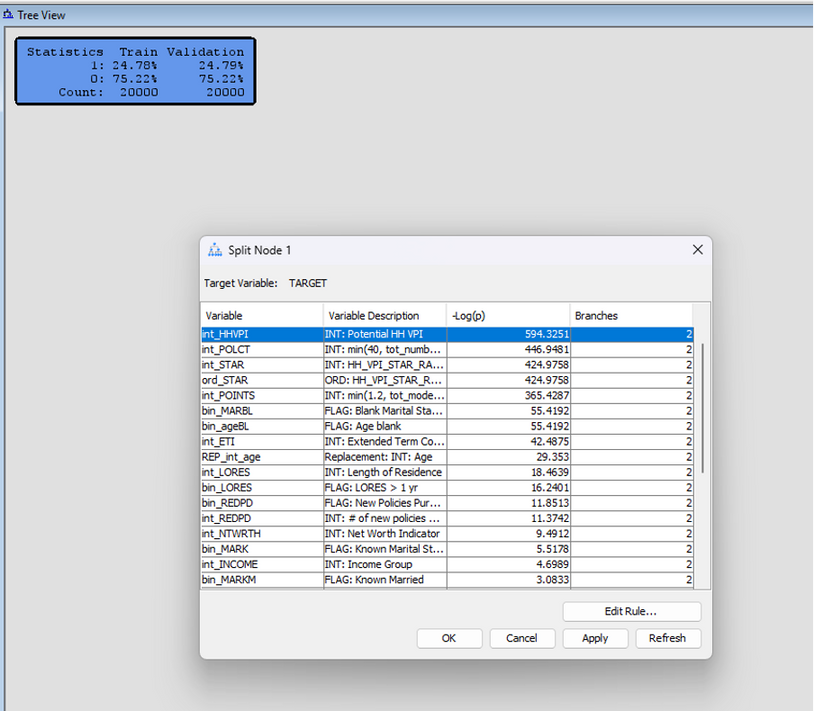 Tree View
Statistics Train Validation
1: 24.78% 24.79%
0: 75.22% 75.22%
Count: 20000 20000
Split Node 1
Target Variable: TARGET
Variable Variable Description -Log(p) Branches
int_HHVPI INT: Potential HH VPI 594.3251 2
int_POLCT INT: min(40, tot_numb... 446.9481 2
int_STAR INT: HH_VPI_STAR_RA... 424.9758 2
ord_STAR ORD: HH_VPI_STAR_R... 424.9758 2
int_POINTS INT: min(1.2, tot_mode... 365.4287 2
bin_MARBL FLAG: Blank Marital Sta... 55.4192 2
bin_ageBL FLAG: Age blank 55.4192 2
int_ETI INT: Extended Term Co... 42.4875 2
REP_int_age Replacement: INT: Age 29.353 2
int_LORES INT: Length of Residence 18.4639 2
bin_LORES FLAG: LORES > 1 yr 16.2401 2
bin_REDPD FLAG: New Policies Pur... 11.8513 2
int_REDPD INT: # of new policies ... 11.3742 2
int_NTWRTH INT: Net Worth Indicator 9.4912 2
bin_MARK FLAG: Known Marital St... 5.5178 2
int_INCOME INT: Income Group 4.6989 2
bin_MARKM FLAG: Known Married 3.0833 2
Edit Rule...
OK Cancel Apply Refresh